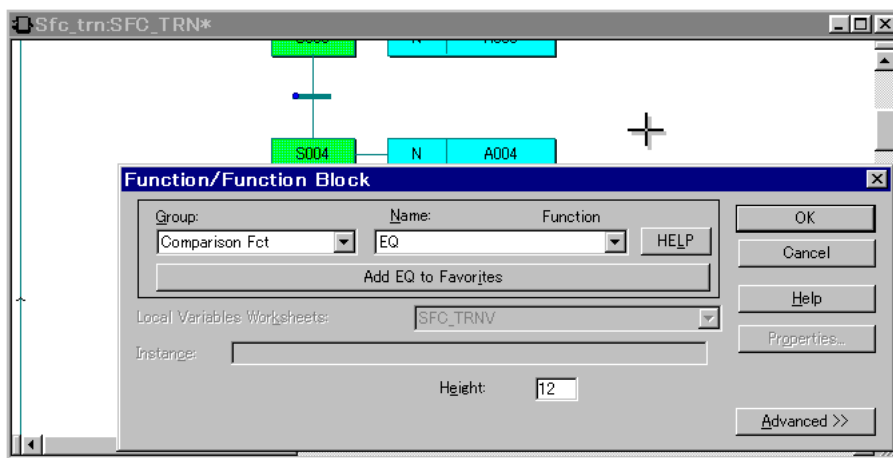 Sfc_trn:SFC_TRN*
N
S004 N A004
Function/Function Block
Group: Name: Function
Comparison Fct EQ HELP OK
Add EQ to Favorites Cancel
Local Variables Worksheets: SFC_TRNV Help
Instance: Properties...
Height: 12
Advanced >>